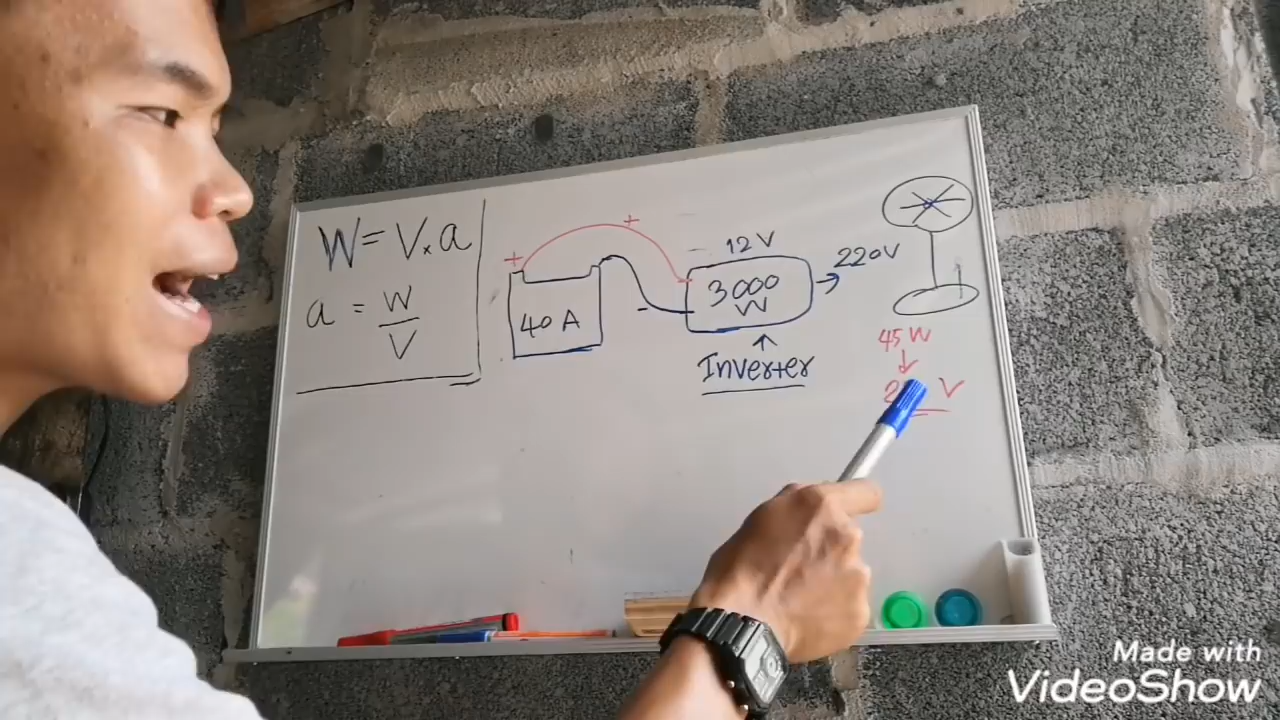 W = V x a
a = W
V
+ +
12 V
3000
W
- -
220V
40 A
Inverter
45 W
V
Made with
VideoShow